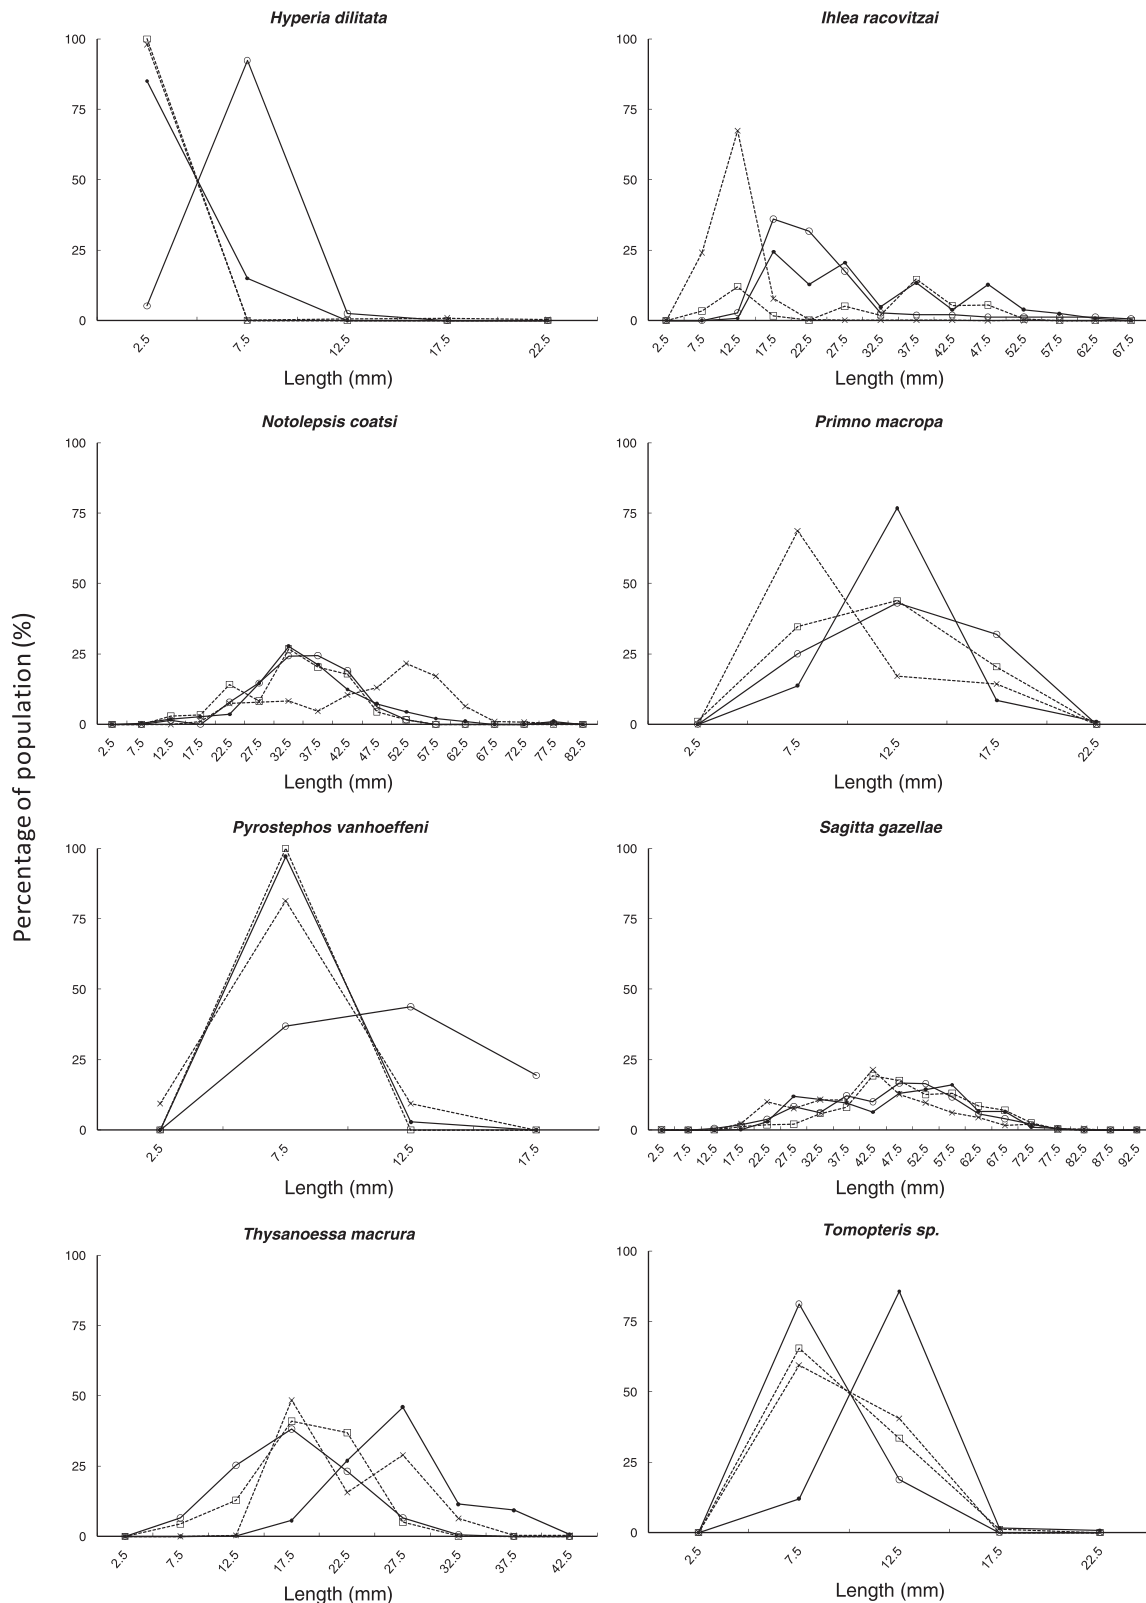 Percentage of population (%)
Hyperia dilitata
100
75
50
25
0
2.5 7.5 12.5 17.5 22.5
Length (mm)
Ihlea racovitzai
100
75
50
25
0
2.5 7.5 12.5 17.5 22.5 27.5 32.5 37.5 42.5 47.5 52.5 57.5 62.5 67.5
Length (mm)
Notolepsis coatsi
100
75
50
25
0
2.5 7.5 12.5 17.5 22.5 27.5 32.5 37.5 42.5 47.5 52.5 57.5 62.5 67.5 72.5 77.5 82.5
Length (mm)
Primno macropa
100
75
50
25
0
2.5 7.5 12.5 17.5 22.5
Length (mm)
Pyrostephos vanhoeffeni
100
75
50
25
0
2.5 7.5 12.5 17.5
Length (mm)
Sagitta gazellae
100
75
50
25
0
2.5 7.5 12.5 17.5 22.5 27.5 32.5 37.5 42.5 47.5 52.5 57.5 62.5 67.5 72.5 77.5 82.5 87.5 92.5
Length (mm)
Thysanoessa macrura
100
75
50
25
0
2.5 7.5 12.5 17.5 22.5 27.5 32.5 37.5 42.5
Length (mm)
Tomopteris sp.
100
75
50
25
0
2.5 7.5 12.5 17.5 22.5
Length (mm)